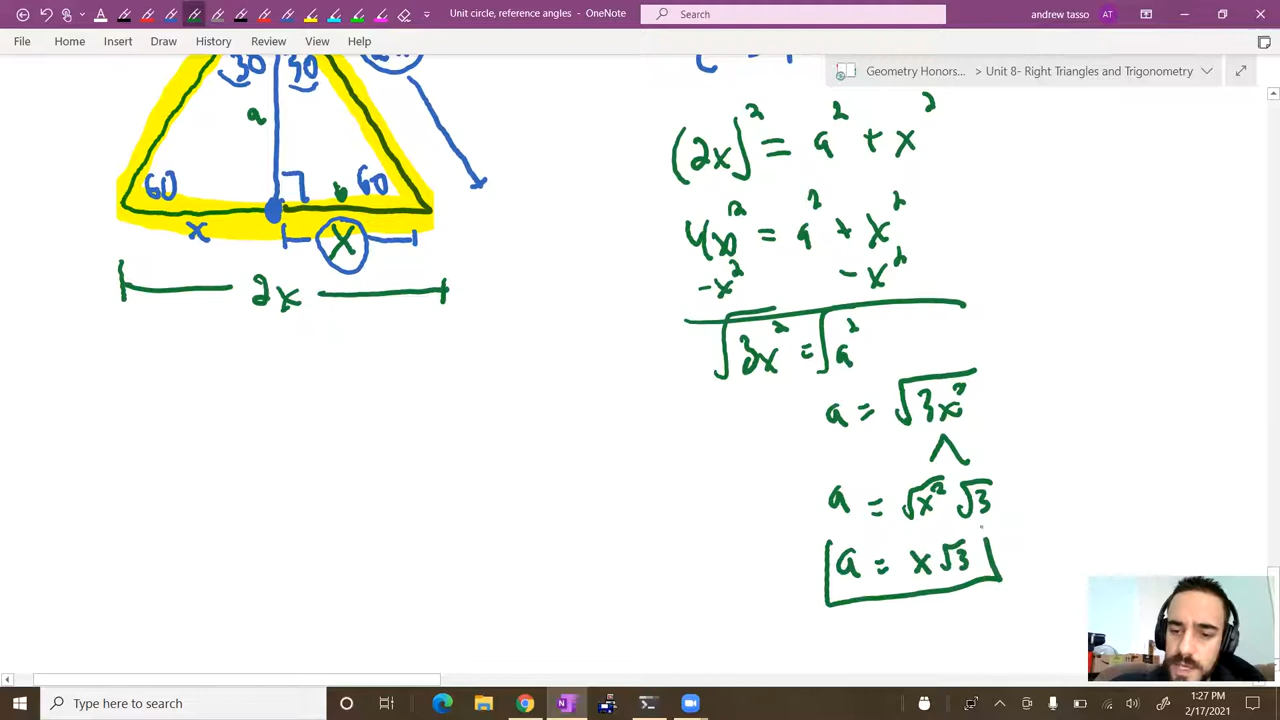 Unit circle, reference angles - OneNote
Search
andrew tasso
AT
File Home Insert Draw History Review View Help
Geometry Honors... > Unit 8- Right Triangles and Trigonometry
30 30
a
60 b 60
x
X
2x
(2x)² = a² + x²
4x² = a² + x²
-x² - x²
√3x² = √a²
a = √3x²
a = √x² √3
a = x√3
Type here to search
1:27 PM
2/17/2021